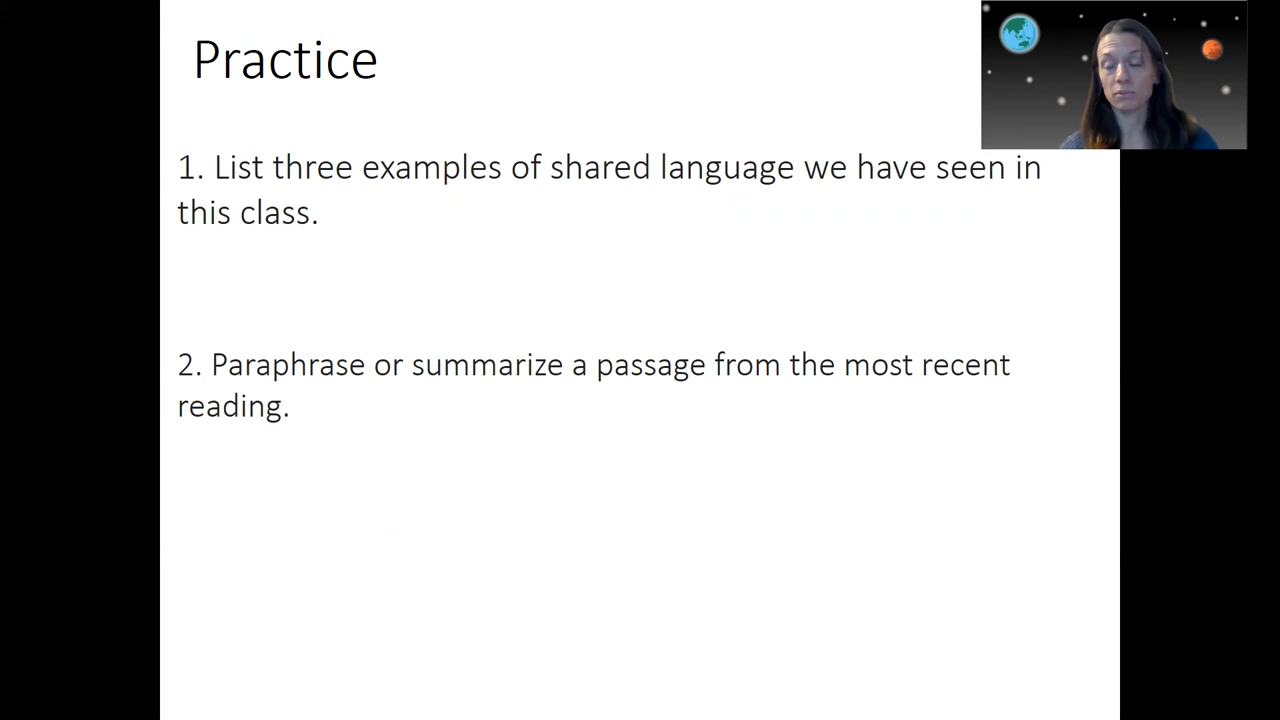 Practice
1. List three examples of shared language we have seen in
this class.
2. Paraphrase or summarize a passage from the most recent
reading.